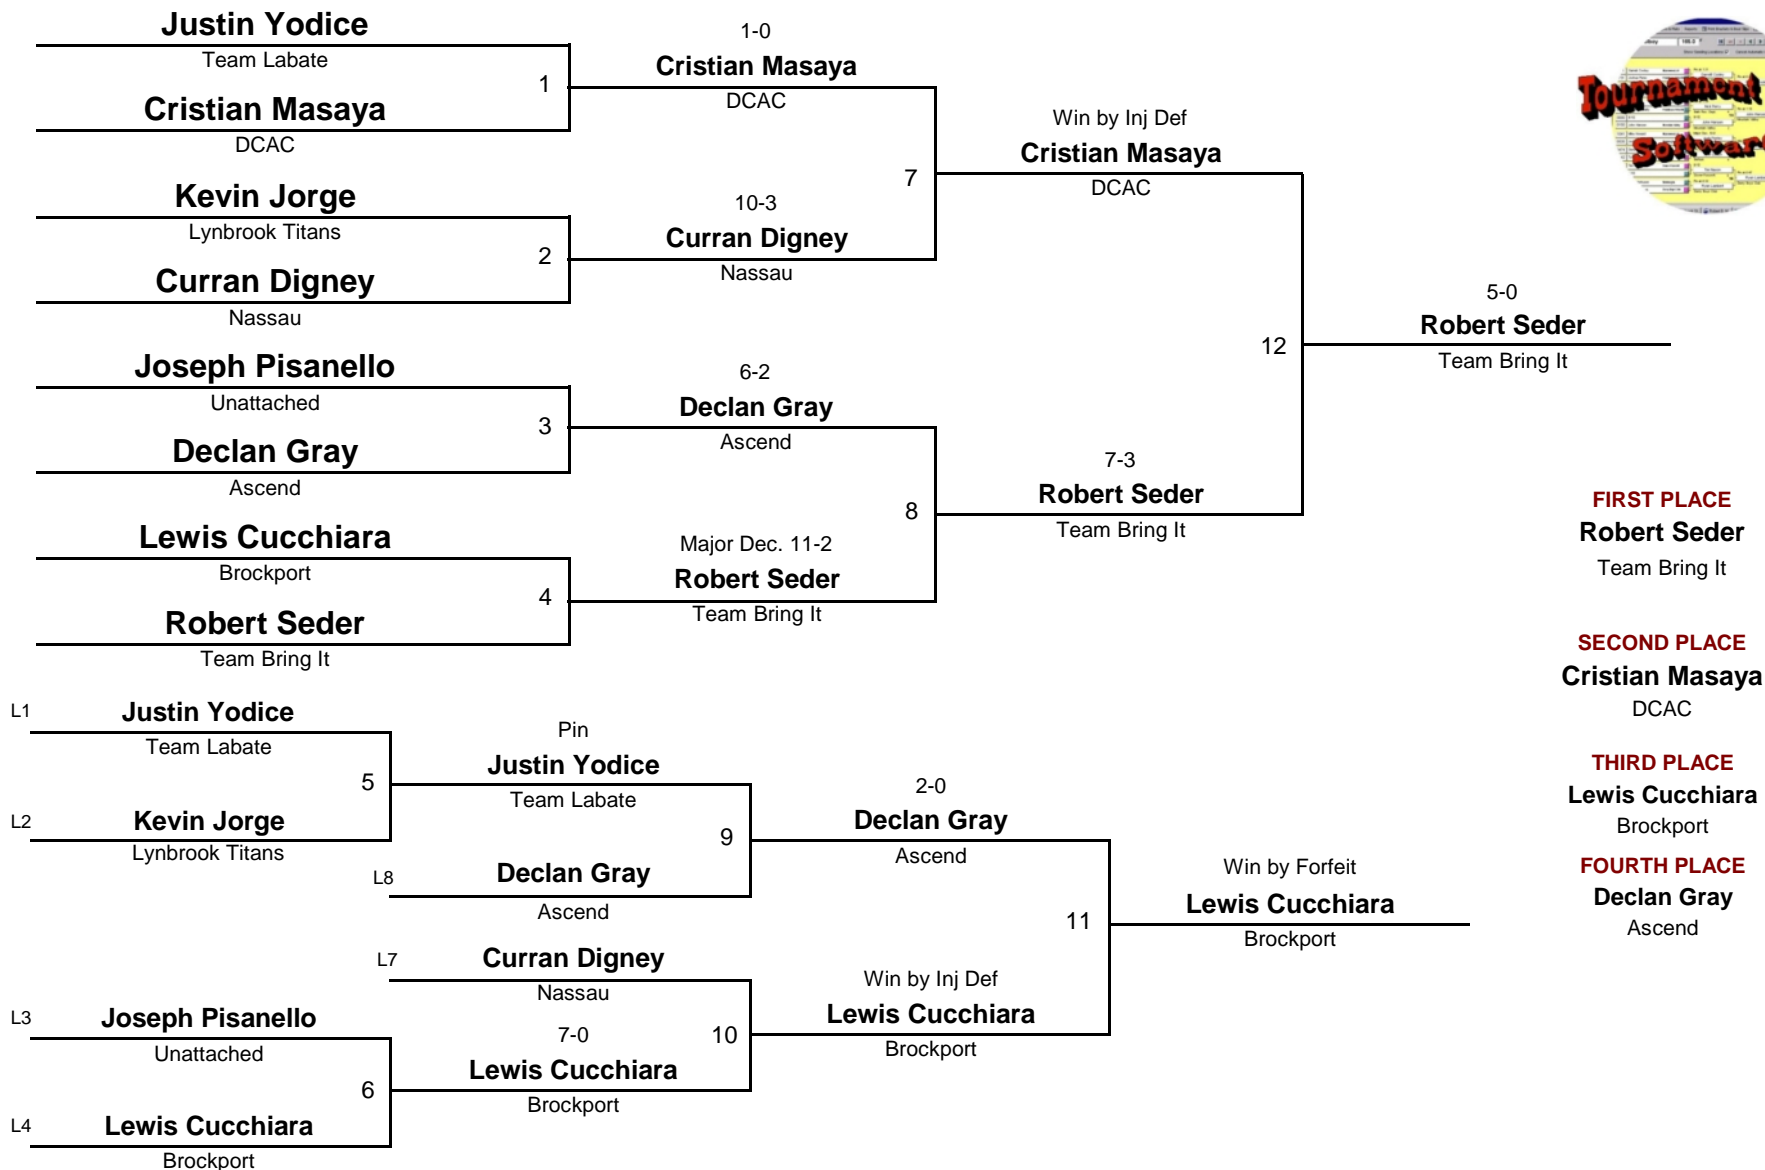 Justin Yodice
Team Labate
1
Cristian Masaya
DCAC
Kevin Jorge
Lynbrook Titans
2
Curran Digney
Nassau
Joseph Pisanello
Unattached
3
Declan Gray
Ascend
Lewis Cucchiara
Brockport
4
Robert Seder
Team Bring It
1-0
Cristian Masaya
DCAC
7
10-3
Curran Digney
Nassau
6-2
Declan Gray
Ascend
8
Major Dec. 11-2
Robert Seder
Team Bring It
Win by Inj Def
Cristian Masaya
DCAC
12
7-3
Robert Seder
Team Bring It
5-0
Robert Seder
Team Bring It
Tournament
Software
FIRST PLACE
Robert Seder
Team Bring It
SECOND PLACE
Cristian Masaya
DCAC
THIRD PLACE
Lewis Cucchiara
Brockport
FOURTH PLACE
Declan Gray
Ascend
L1
Justin Yodice
Team Labate
5
L2
Kevin Jorge
Lynbrook Titans
Pin
Justin Yodice
Team Labate
9
L8
Declan Gray
Ascend
L7
Curran Digney
Nassau
10
7-0
Lewis Cucchiara
Brockport
L3
Joseph Pisanello
Unattached
6
L4
Lewis Cucchiara
Brockport
2-0
Declan Gray
Ascend
11
Win by Inj Def
Lewis Cucchiara
Brockport
Win by Forfeit
Lewis Cucchiara
Brockport